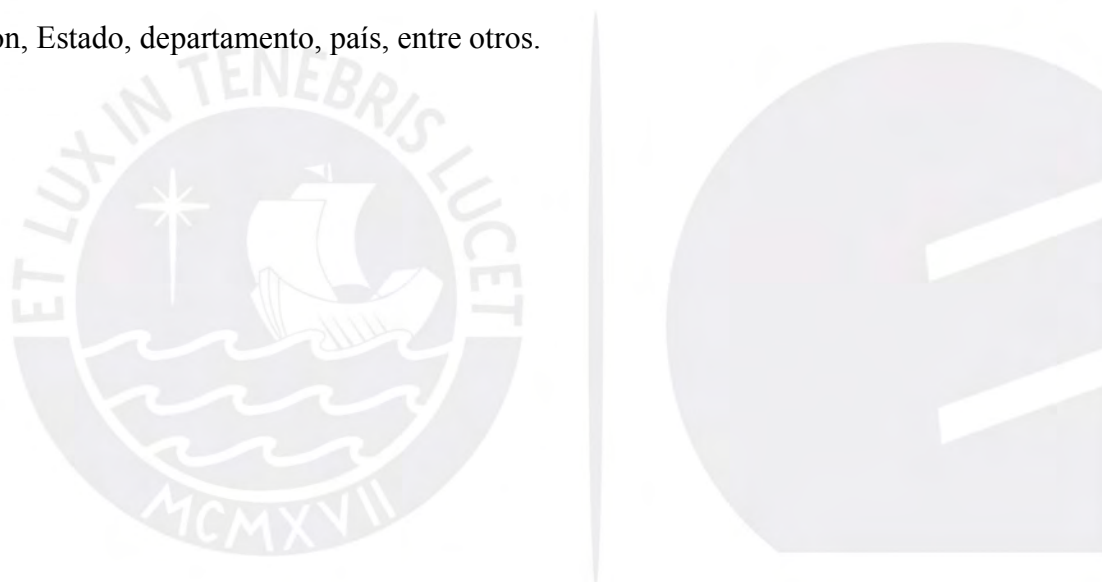 on, Estado, departamento, país, entre otros.
ET LUX IN TENEBRIS LUCET
MCMXVII